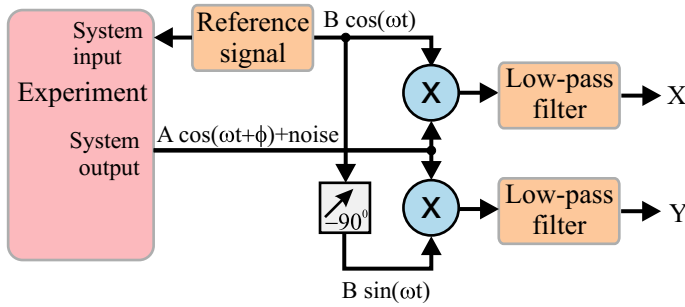 System
input
Reference
signal
B cos(ωt)
Experiment
X
Low-pass
filter
X
System
output
A cos(ωt+ϕ)+noise
−90⁰
X
Low-pass
filter
Y
B sin(ωt)